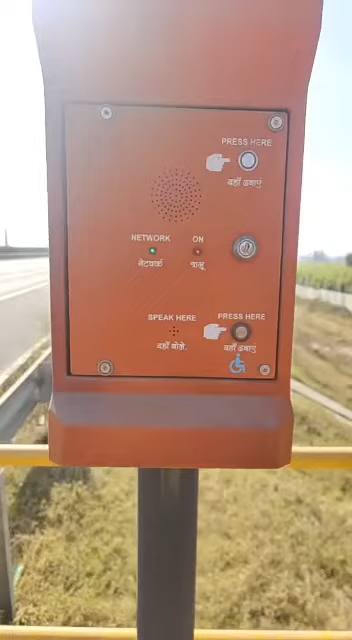 PRESS HERE
यहाँ दबाएं
NETWORK ON
नेटवर्क चालू
SPEAK HERE PRESS HERE
यहाँ बोलें. यहाँ दबाएं